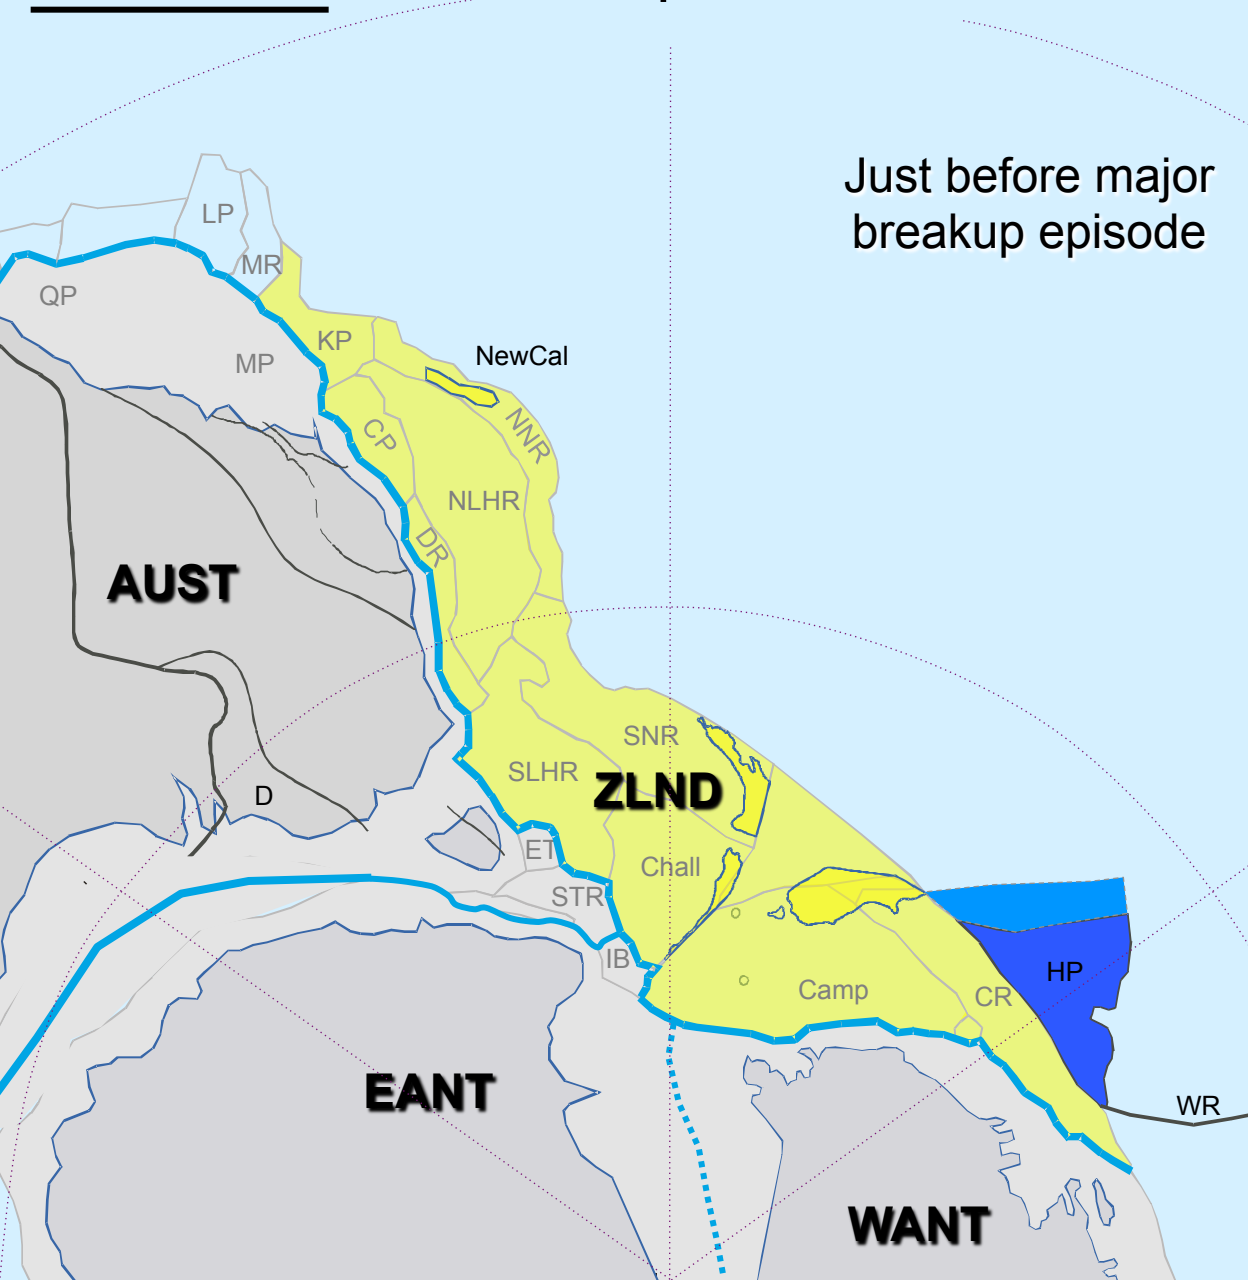 Just before major
breakup episode
LP
MR
QP
KP
MP
NewCal
CP
NNR
NLHR
DR
AUST
SNR
SLHR
ZLND
D
ET
Chall
STR
IB
Camp
CR
HP
EANT
WR
WANT